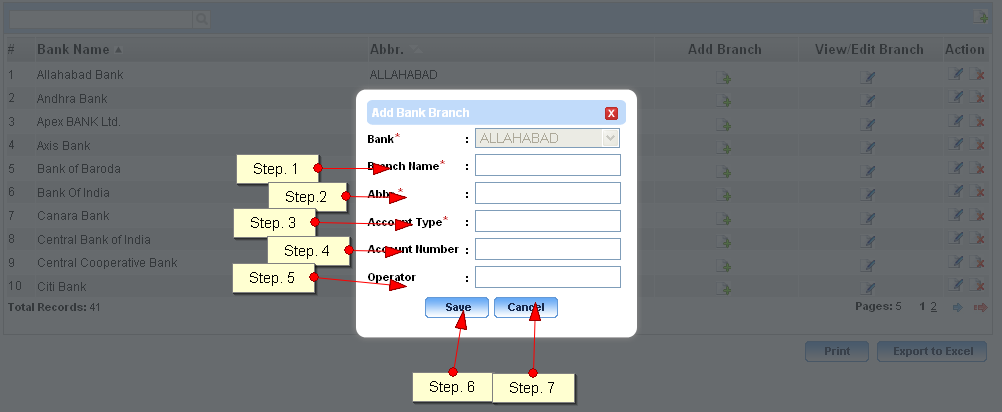 # Bank Name Abbr. Add Branch View/Edit Branch Action
1 Allahabad Bank ALLAHABAD
2 Andhra Bank
3 Apex BANK Ltd.
4 Axis Bank
5 Bank of Baroda
6 Bank Of India
7 Canara Bank
8 Central Bank of India
9 Central Cooperative Bank
10 Citi Bank
Total Records: 41 Pages: 5 1 2
Print Export to Excel
Add Bank Branch
Bank* : ALLAHABAD
Step. 1 Branch Name* :
Step.2 Abbr.* :
Step. 3 Account Type* :
Step. 4 Account Number :
Step. 5 Operator :
Save Cancel
Step. 6 Step. 7